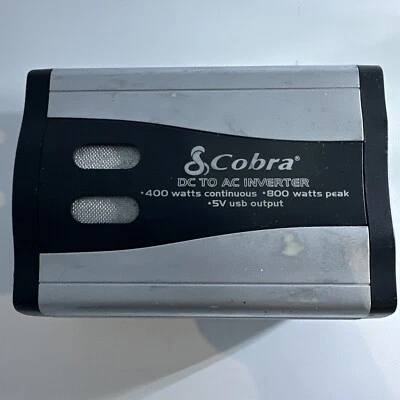 Cobra®
DC TO AC INVERTER
•400 watts continuous •800 watts peak
•5V usb output